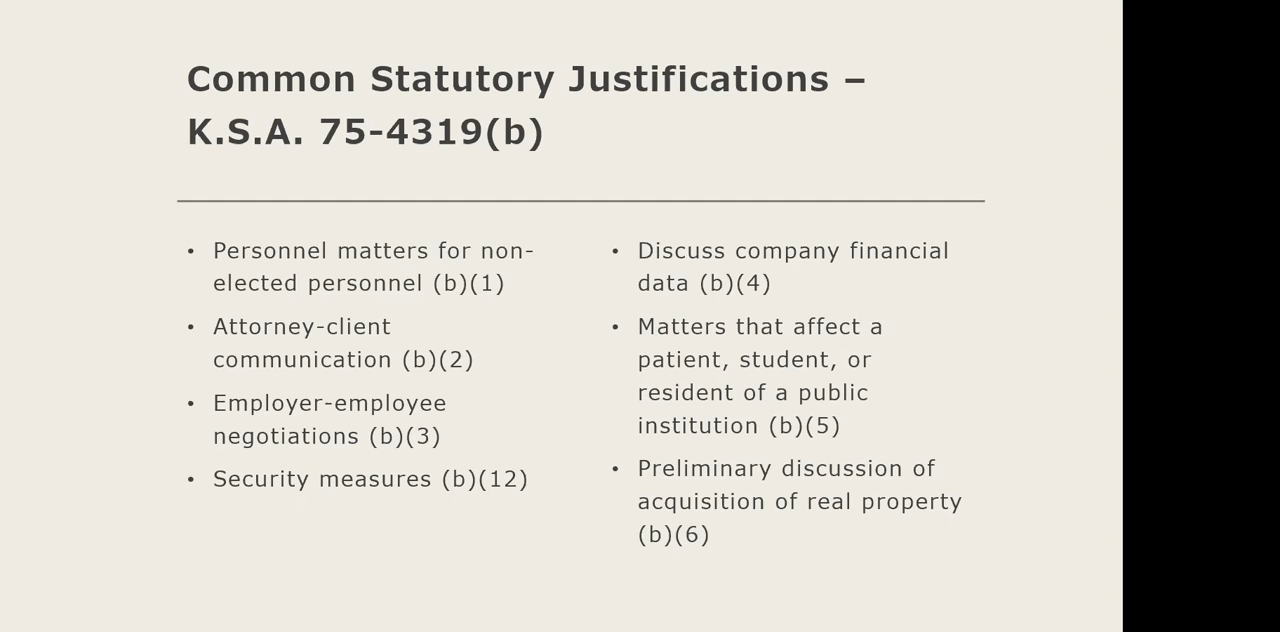 Common Statutory Justifications –
K.S.A. 75-4319(b)
• Personnel matters for non-
elected personnel (b)(1)
• Attorney-client
communication (b)(2)
• Employer-employee
negotiations (b)(3)
• Security measures (b)(12)
• Discuss company financial
data (b)(4)
• Matters that affect a
patient, student, or
resident of a public
institution (b)(5)
• Preliminary discussion of
acquisition of real property
(b)(6)